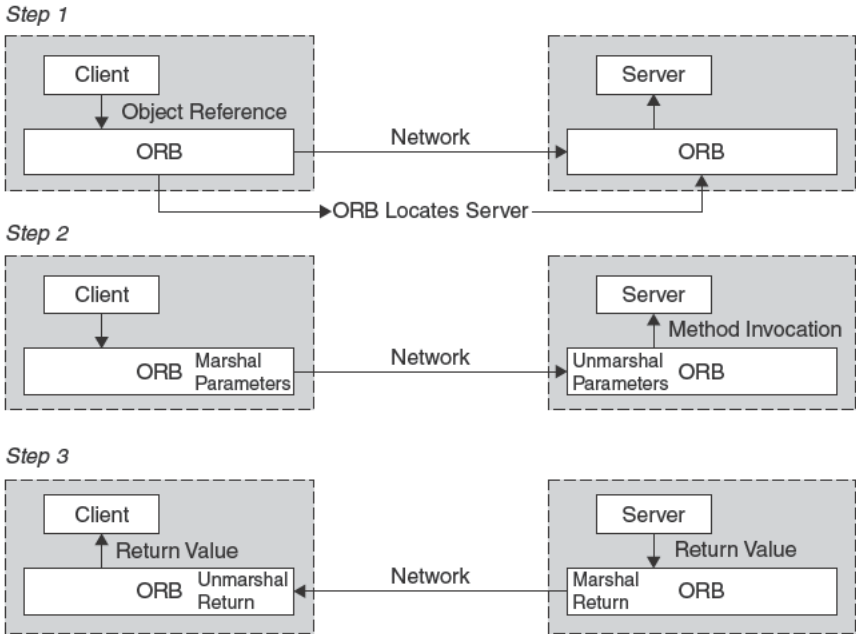 Step 1
Client
Server
Object Reference
ORB
Network
ORB
ORB Locates Server
Step 2
Client
Server
Method Invocation
ORB
Marshal
Parameters
Network
Unmarshal
Parameters
ORB
Step 3
Client
Server
Return Value
Return Value
ORB
Unmarshal
Return
Network
Marshal
Return
ORB